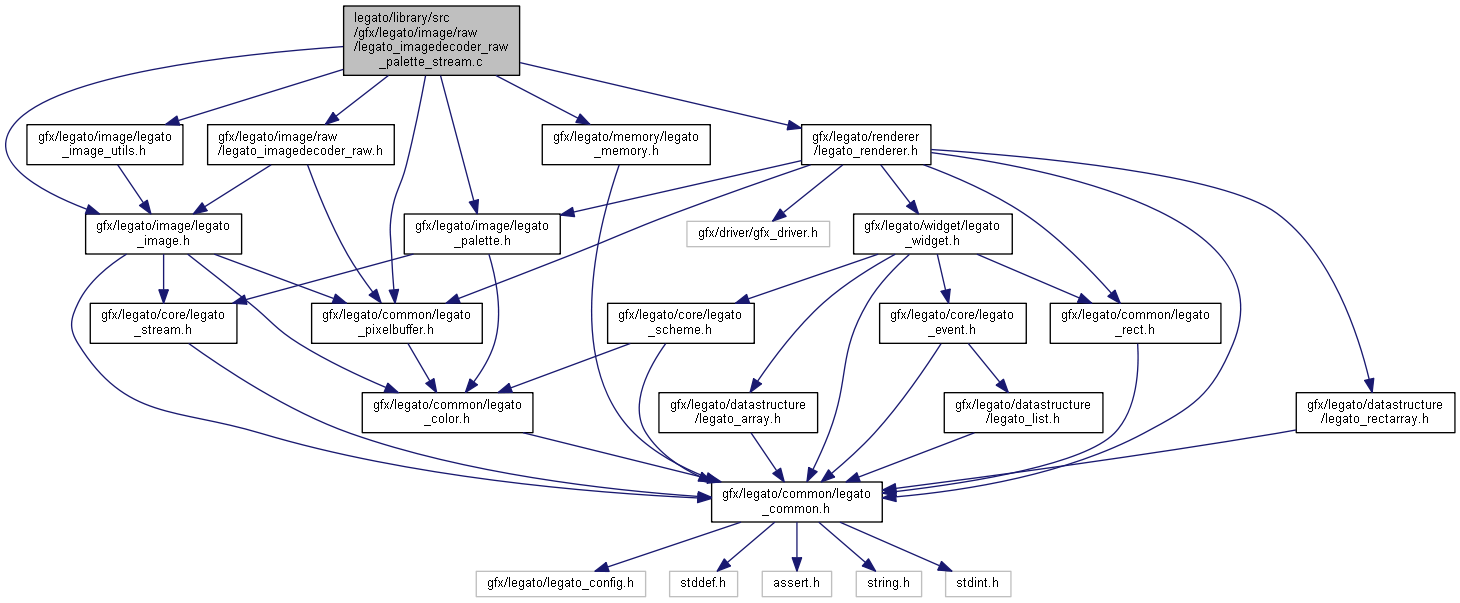 legato/library/src
/gfx/legato/image/raw
/legato_imagedecoder_raw
_palette_stream.c
gfx/legato/image/legato
_image_utils.h
gfx/legato/image/raw
/legato_imagedecoder_raw.h
gfx/legato/memory/legato
_memory.h
gfx/legato/renderer
/legato_renderer.h
gfx/legato/image/legato
_image.h
gfx/legato/image/legato
_palette.h
gfx/driver/gfx_driver.h
gfx/legato/widget/legato
_widget.h
gfx/legato/core/legato
_stream.h
gfx/legato/common/legato
_pixelbuffer.h
gfx/legato/core/legato
_scheme.h
gfx/legato/core/legato
_event.h
gfx/legato/common/legato
_rect.h
gfx/legato/common/legato
_color.h
gfx/legato/datastructure
/legato_array.h
gfx/legato/datastructure
/legato_list.h
gfx/legato/datastructure
/legato_rectarray.h
gfx/legato/common/legato
_common.h
gfx/legato/legato_config.h
stddef.h
assert.h
string.h
stdint.h